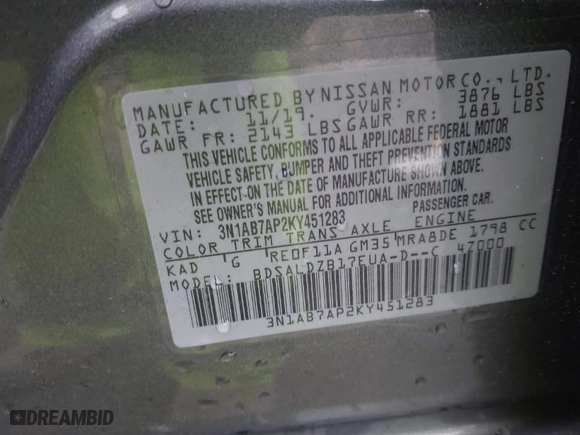 MANUFACTURED BY NISSAN MOTOR CO., LTD.
DATE: 11/19. GVWR: 3876 LBS
GAWR FR: 2143 LBS GAWR RR: 1881 LBS
THIS VEHICLE CONFORMS TO ALL APPLICABLE FEDERAL MOTOR
VEHICLE SAFETY, BUMPER AND THEFT PREVENTION STANDARDS
IN EFFECT ON THE DATE OF MANUFACTURE SHOWN ABOVE.
SEE OWNER'S MANUAL FOR ADDITIONAL INFORMATION.
VIN: 3N1AB7AP2KY451283 PASSENGER CAR.
COLOR TRIM TRANS AXLE ENGINE
KAD G RE0F11A GM35 MRA8DE 1798 CC
MODEL: BDSALDZB17EUA-D--C 47000
3N1AB7AP2KY451283
DREAMBID